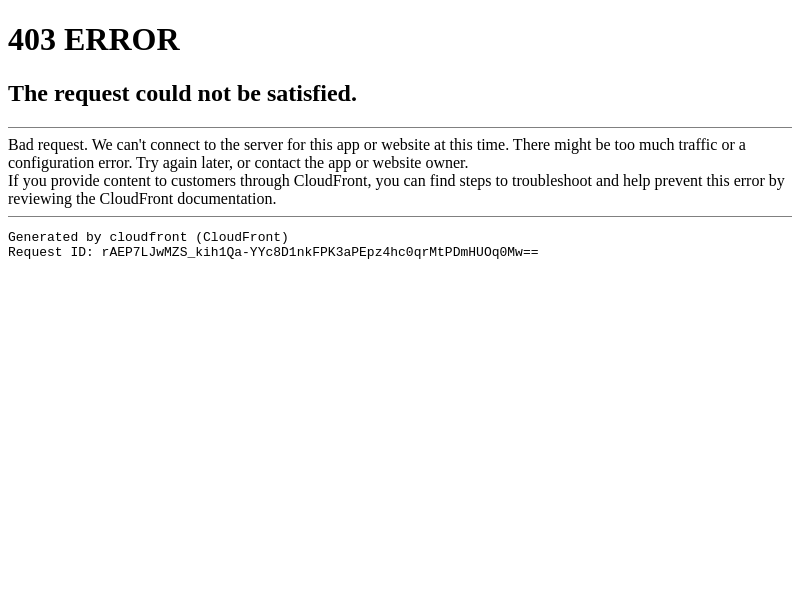 403 ERROR
The request could not be satisfied.
Bad request. We can't connect to the server for this app or website at this time. There might be too much traffic or a
configuration error. Try again later, or contact the app or website owner.
If you provide content to customers through CloudFront, you can find steps to troubleshoot and help prevent this error by
reviewing the CloudFront documentation.
Generated by cloudfront (CloudFront)
Request ID: rAEP7LJwMZS_kih1Qa-YYc8D1nkFPK3aPEpz4hc0qrMtPDmHUOq0Mw==